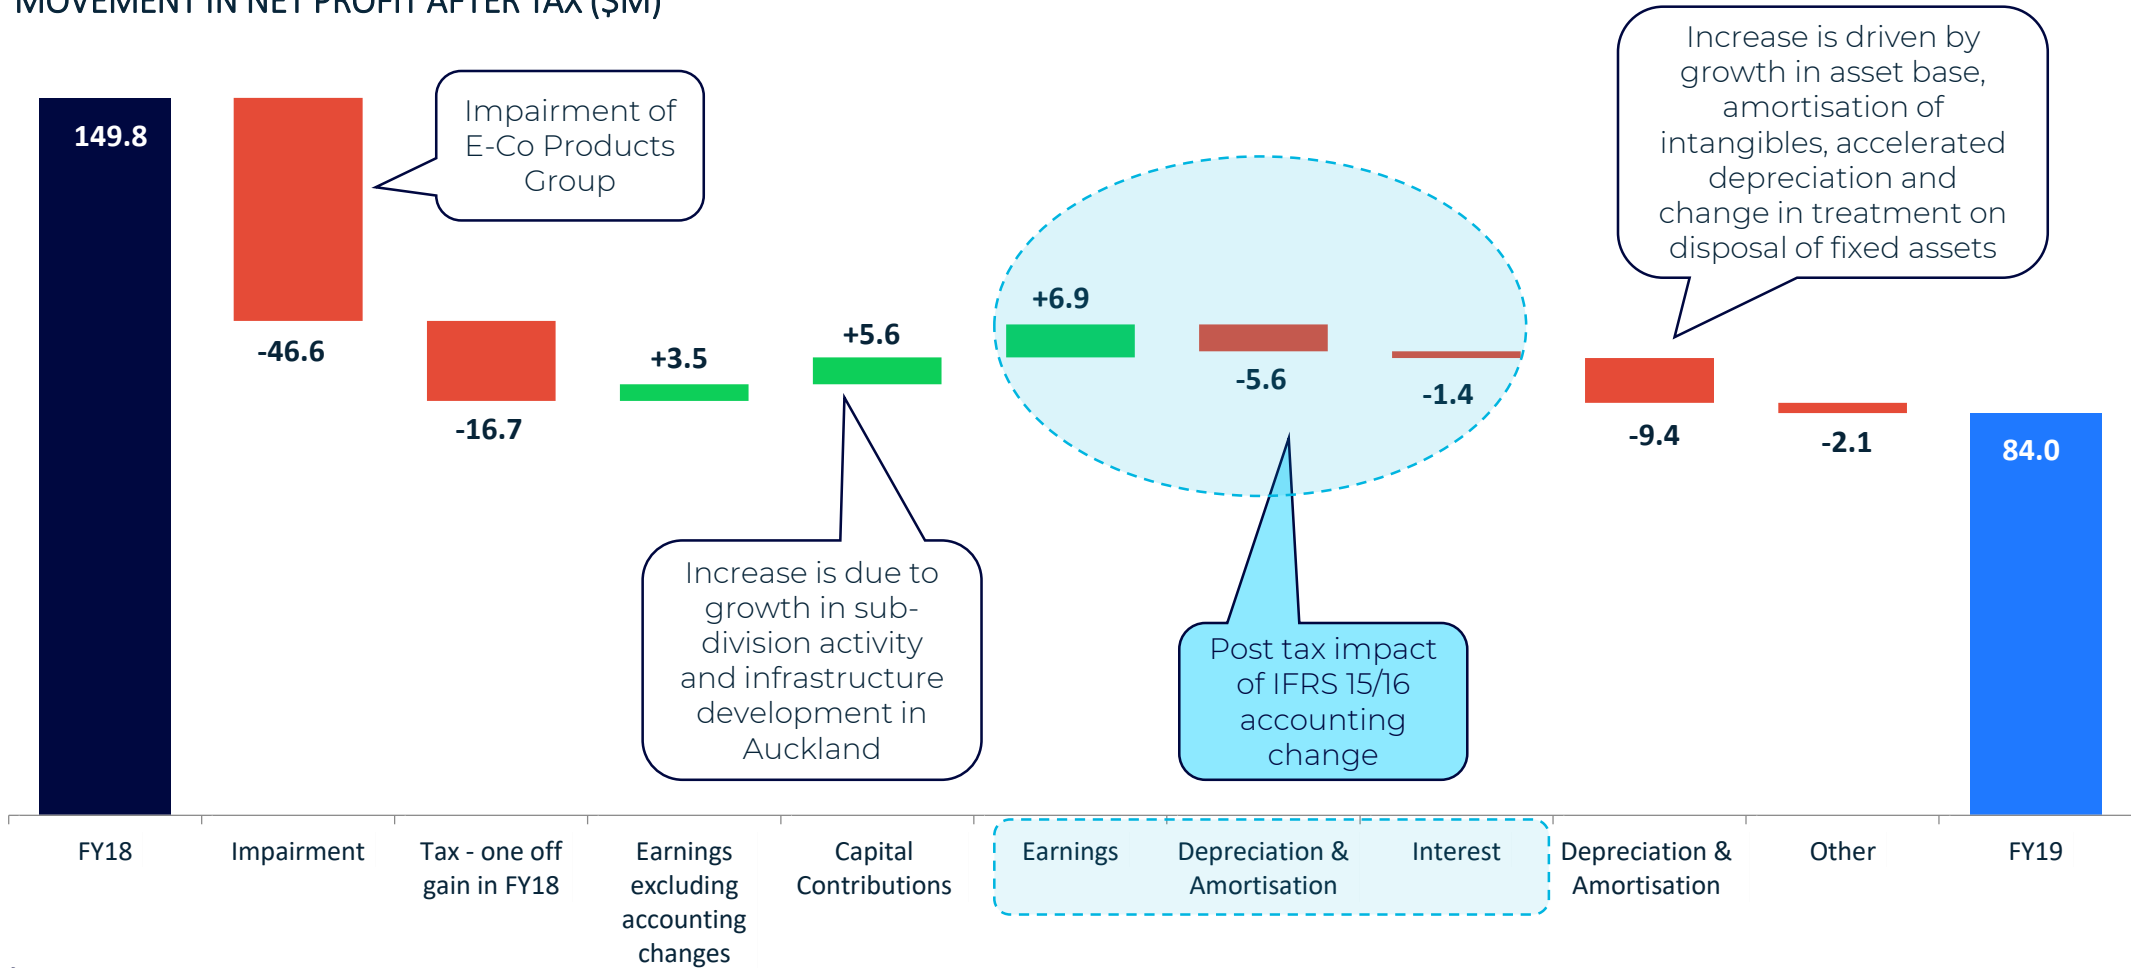 MOVEMENT IN NET PROFIT AFTER TAX ($M)
149.8
-46.6
Impairment of
E-Co Products
Group
-16.7
+3.5
+5.6
Increase is due to
growth in sub-
division activity
and infrastructure
development in
Auckland
+6.9
-5.6
-1.4
Post tax impact
of IFRS 15/16
accounting
change
Increase is driven by
growth in asset base,
amortisation of
intangibles, accelerated
depreciation and
change in treatment on
disposal of fixed assets
-9.4
-2.1
84.0
FY18
Impairment
Tax - one off
gain in FY18
Earnings
excluding
accounting
changes
Capital
Contributions
Earnings
Depreciation &
Amortisation
Interest
Depreciation &
Amortisation
Other
FY19